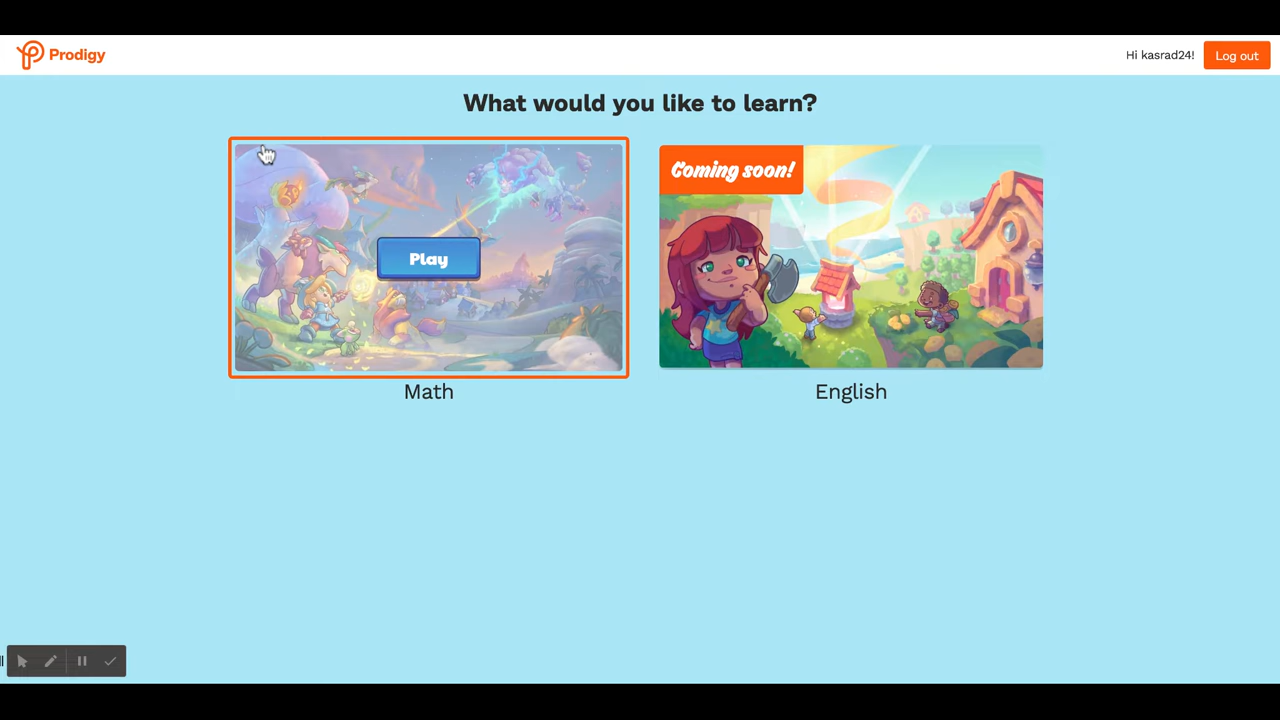 Prodigy
Hi kasrad24!
Log out
What would you like to learn?
Coming soon!
Play
Math
English